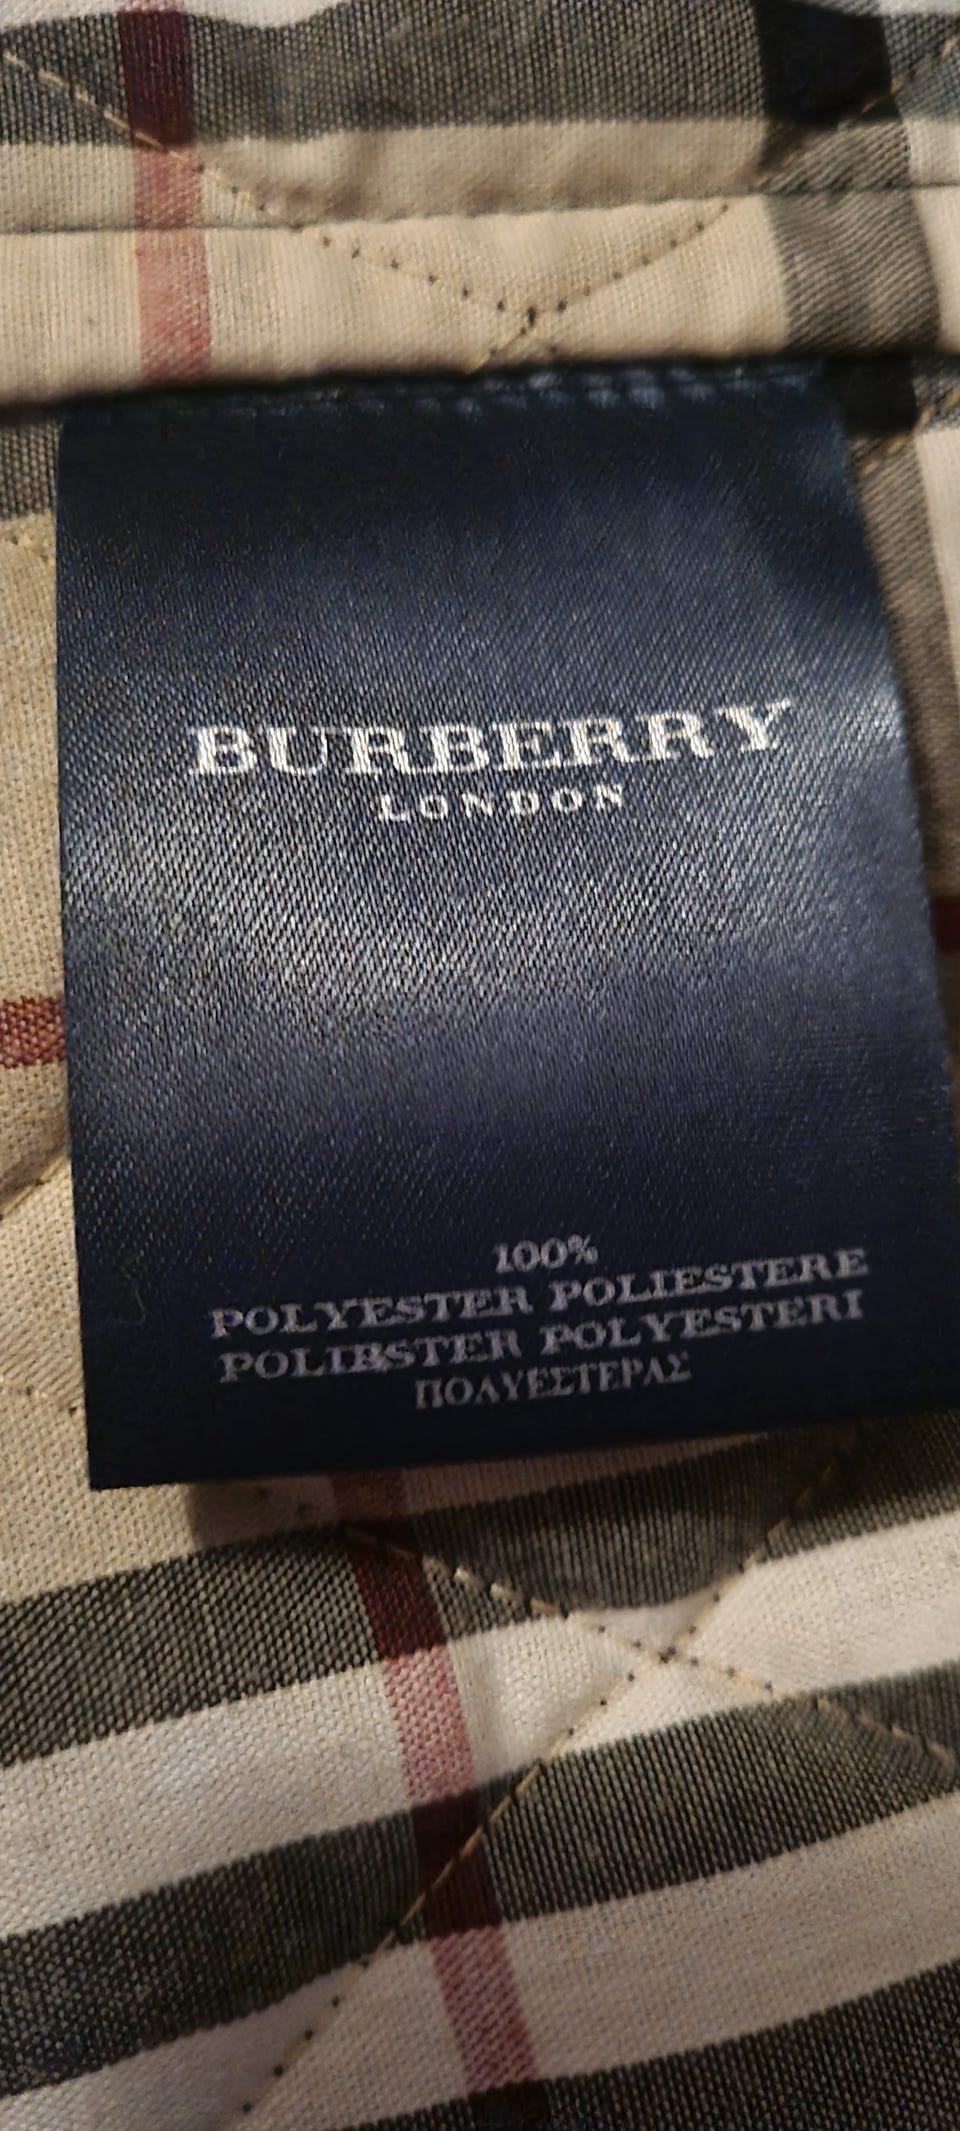 BURBERRY
LONDON
100%
POLYESTER POLIESTERE
POLIESTER POLYESTERI
ΠΟΛΥΕΣΤΕΡΑΣ